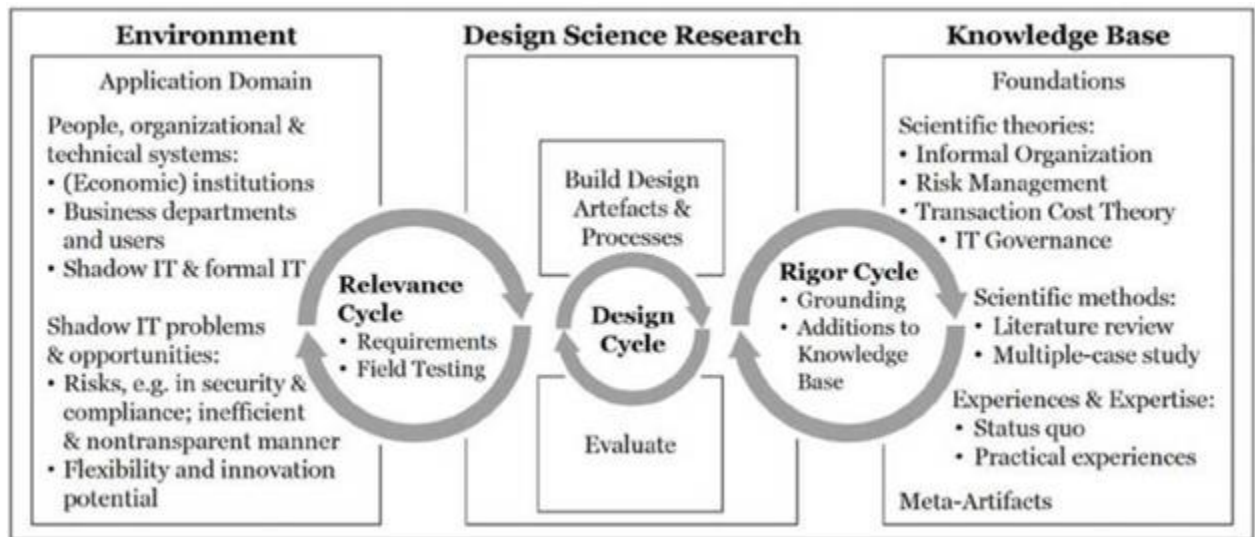 Environment
Application Domain
People, organizational &
technical systems:
• (Economic) institutions
• Business departments
and users
• Shadow IT & formal IT
Shadow IT problems
& opportunities:
• Risks, e.g. in security &
compliance; inefficient
& nontransparent manner
• Flexibility and innovation
potential
Relevance
Cycle
• Requirements
• Field Testing
Design Science Research
Build Design
Artefacts &
Processes
Design
Cycle
Evaluate
Rigor Cycle
• Grounding
• Additions to
Knowledge
Base
Knowledge Base
Foundations
Scientific theories:
• Informal Organization
• Risk Management
• Transaction Cost Theory
• IT Governance
Scientific methods:
• Literature review
• Multiple-case study
Experiences & Expertise:
• Status quo
• Practical experiences
Meta-Artifacts